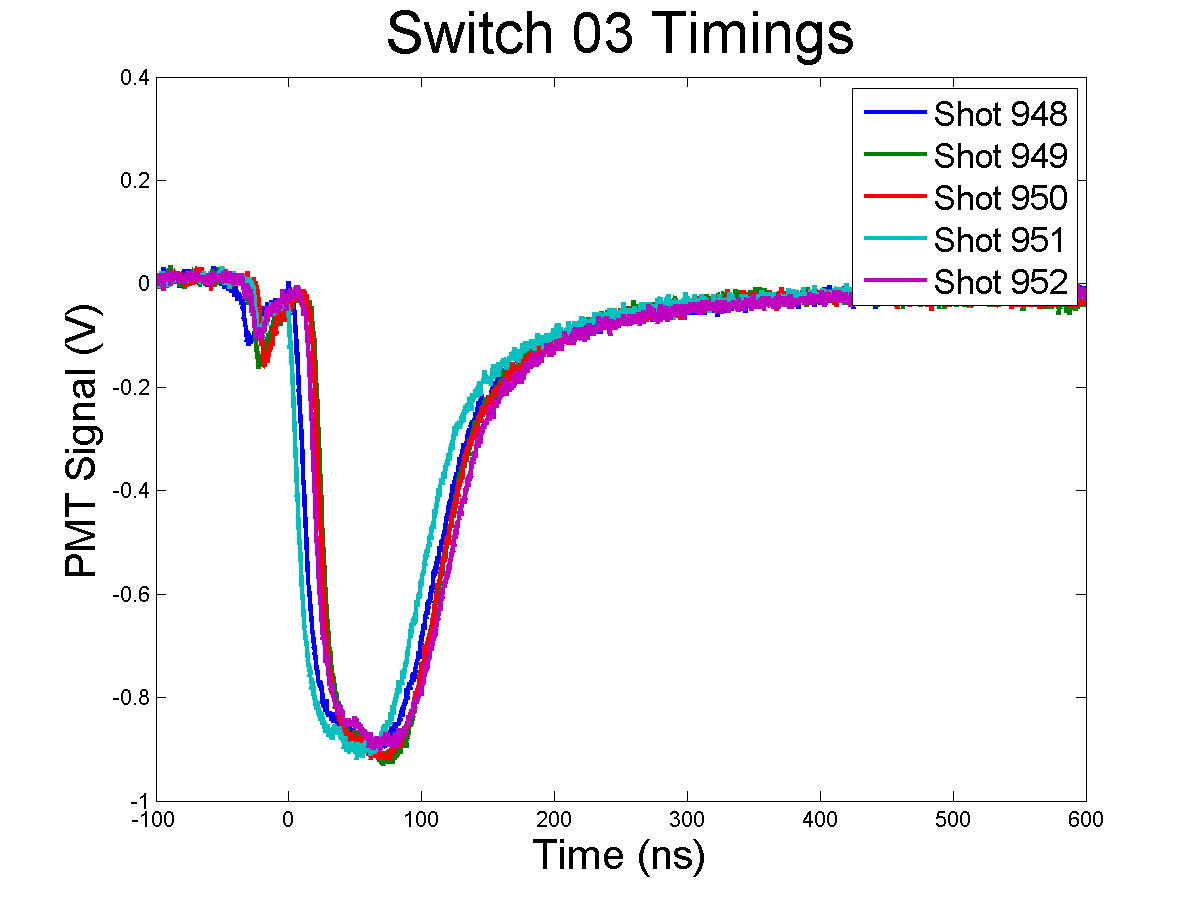 Switch 03 Timings
0.4
0.2
0
-0.2
-0.4
-0.6
-0.8
-1
PMT Signal (V)
Shot 948
Shot 949
Shot 950
Shot 951
Shot 952
-100
0
100
200
300
400
500
600
Time (ns)